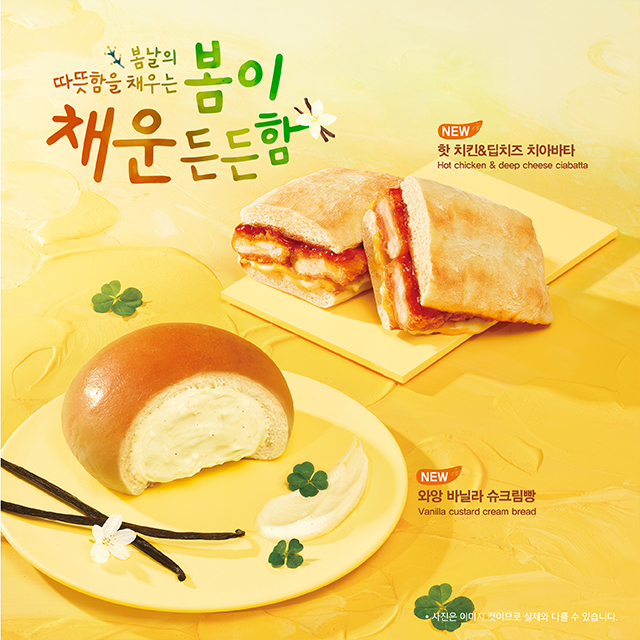 봄날의
따뜻함을 채우는 봄이
채운 든든함
NEW
핫 치킨&딥치즈 치아바타
Hot chicken & deep cheese ciabatta
NEW
와앙 바닐라 슈크림빵
Vanilla custard cream bread
• 사진은 이미지 컷이므로 실제와 다를 수 있습니다.